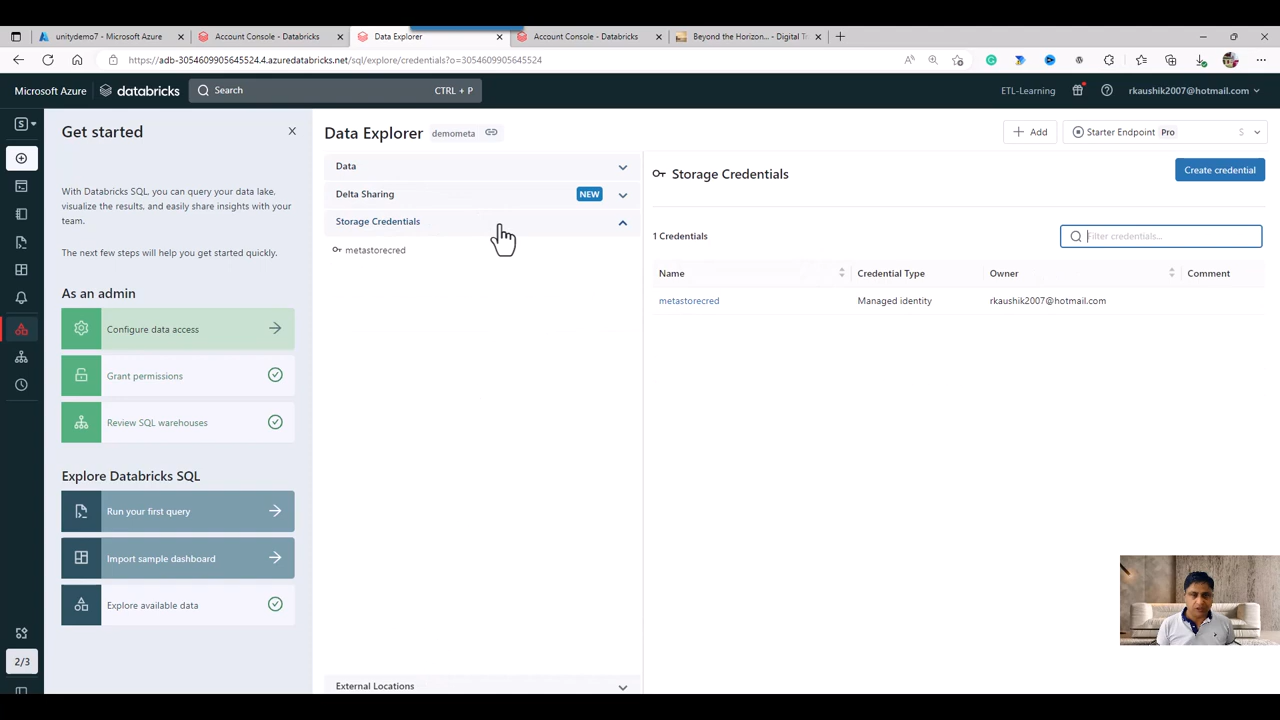 unitydemo7 - Microsoft Azure
Account Console - Databricks
Data Explorer
Account Console - Databricks
Beyond the Horizon... - Digital Tr
https://adb-3054609905645524.4.azuredatabricks.net/sql/explore/credentials?o=3054609905645524
Microsoft Azure
databricks
Search
CTRL + P
ETL-Learning
rkaushik2007@hotmail.com
S
Get started
With Databricks SQL, you can query your data lake,
visualize the results, and easily share insights with your
team.
The next few steps will help you get started quickly.
As an admin
Configure data access
Grant permissions
Review SQL warehouses
Explore Databricks SQL
Run your first query
Import sample dashboard
Explore available data
2/3
Data Explorer
demometa
Add
Starter Endpoint
Pro
S
Data
Delta Sharing
NEW
Storage Credentials
metastorecred
External Locations
Storage Credentials
Create credential
1 Credentials
Filter credentials...
Name
Credential Type
Owner
Comment
metastorecred
Managed identity
rkaushik2007@hotmail.com